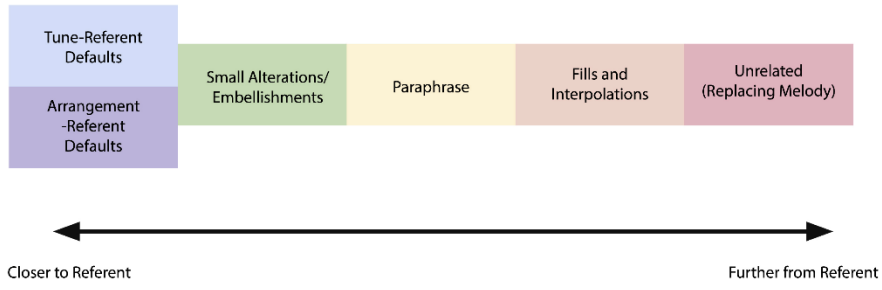 Tune-Referent
Defaults
Arrangement
-Referent
Defaults
Small Alterations/
Embellishments
Paraphrase
Fills and
Interpolations
Unrelated
(Replacing Melody)
Closer to Referent
Further from Referent